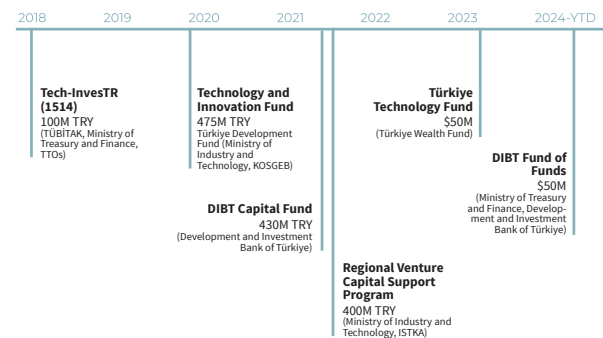 2018 2019 2020 2021 2022 2023 2024-YTD
Tech-InvesTR
(1514)
100M TRY
(TÜBİTAK, Ministry of
Treasury and Finance,
TTOs)
Technology and
Innovation Fund
475M TRY
Türkiye Development
Fund (Ministry of
Industry and
Technology, KOSGEB)
DIBT Capital Fund
430M TRY
(Development and Investment
Bank of Türkiye)
Regional Venture
Capital Support
Program
400M TRY
(Ministry of Industry and
Technology, ISTKA)
Türkiye
Technology Fund
$50M
(Türkiye Wealth Fund)
DIBT Fund of
Funds
$50M
(Ministry of Treasury
and Finance, Develop-
ment and Investment
Bank of Türkiye)